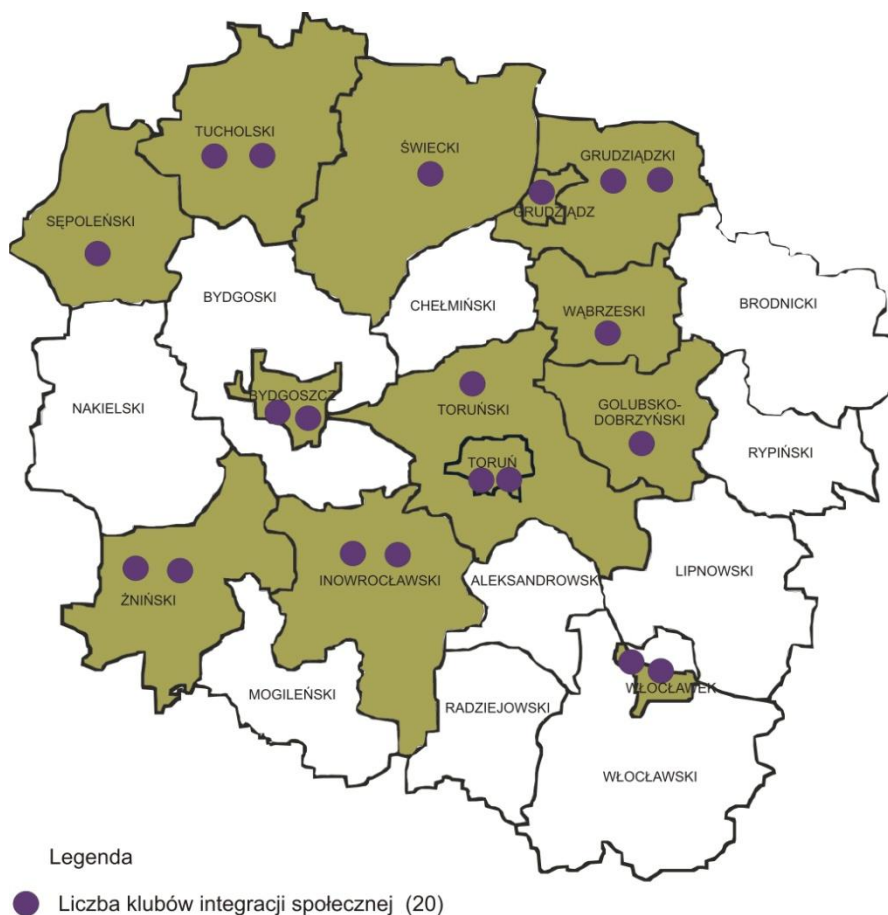 TUCHOLSKI
ŚWIECKI
GRUDZIĄDZKI
GRUDZIĄDZ
SĘPOLEŃSKI
BYDGOSKI
CHEŁMIŃSKI
WĄBRZESKI
BRODNICKI
NAKIELSKI
BYDGOSZCZ
TORUŃSKI
GOLUBSKO-
DOBRZYŃSKI
RYPIŃSKI
TORUŃ
ŻNIŃSKI
INOWROCŁAWSKI
ALEKSANDROWSK
LIPNOWSKI
MOGILEŃSKI
RADZIEJOWSKI
WŁOCŁAWEK
WŁOCŁAWSKI
Legenda
Liczba klubów integracji społecznej (20)